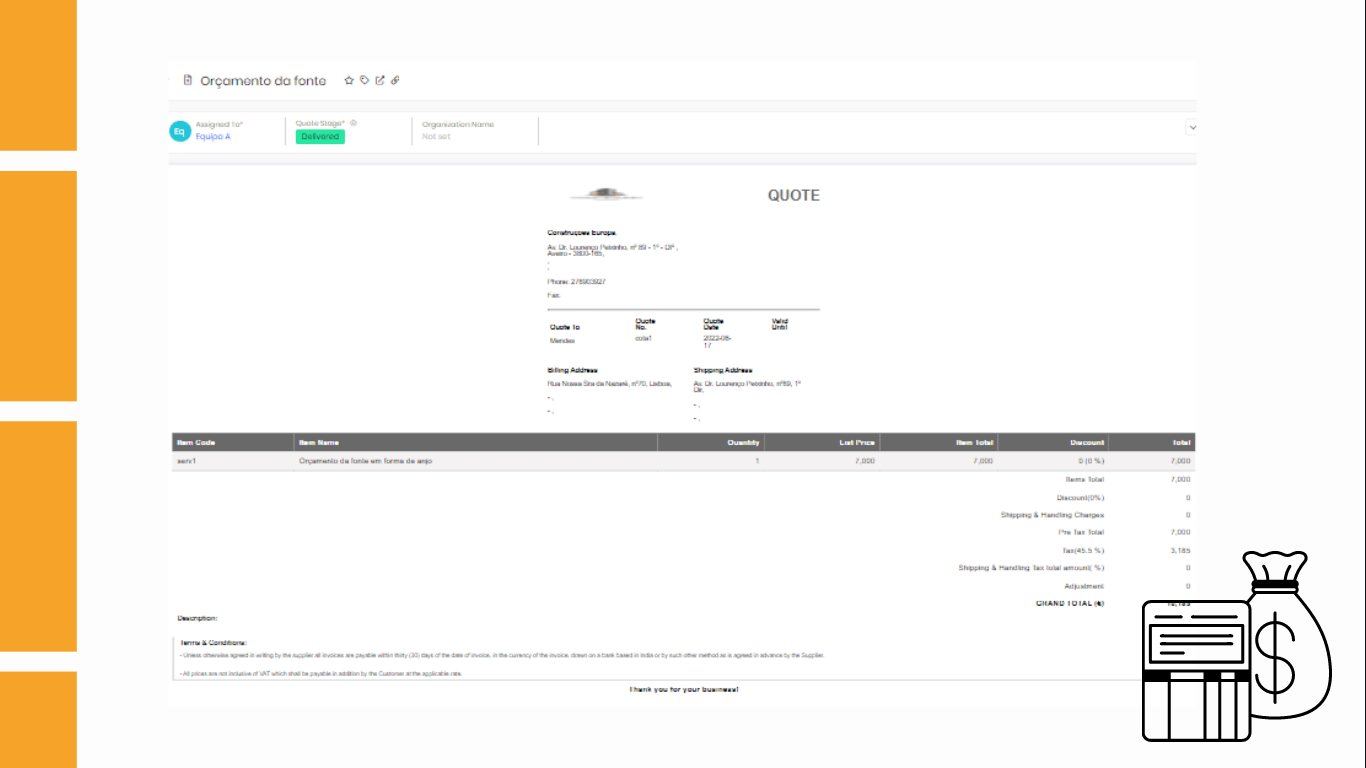 Orçamento da fonte
Assigned To*
Equipa A
Eq
Quote Stage*
Delivered
Organization Name
Not set
QUOTE
Construçoes Europa,
Av. Dr. Lourenço Peixinho, nº 89 - 1º - Dtº ,
Aveiro - 3800-165,
:
:
Phone: 278903927
Fax:
Quote To
Quote No.
Quote Date
Valid Until
Mendes
cota1
2022-06-
17
Billing Address
Shipping Address
Rua Nossa Sra da Nazaré, nº70, Lisboa,
Av. Dr. Lourenço Peixinho, nº89, 1º
Dir,
- ,
- ,
- ,
- ,
Item Code Item Name Quantity List Price Item Total Discount Total
serv1 Orçamento da fonte em forma de anjo 1 7,000 7,000 0 (0 %) 7,000
Items Total 7,000
Discount(0%) 0
Shipping & Handling Charges 0
Pre Tax Total 7,000
Tax(45.5 %) 3,185
Shipping & Handling Tax total amount( %) 0
Adjustment 0
GRAND TOTAL (€)
Description:
Terms & Conditions:
- Unless otherwise agreed in writing by the supplier all invoices are payable within thirty (30) days of the date of invoice, in the currency of the invoice, drawn on a bank based in India or by such other method as is agreed in advance by the Supplier.
- All prices are not inclusive of VAT which shall be payable in addition by the Customer at the applicable rate.
Thank you for your business!
$